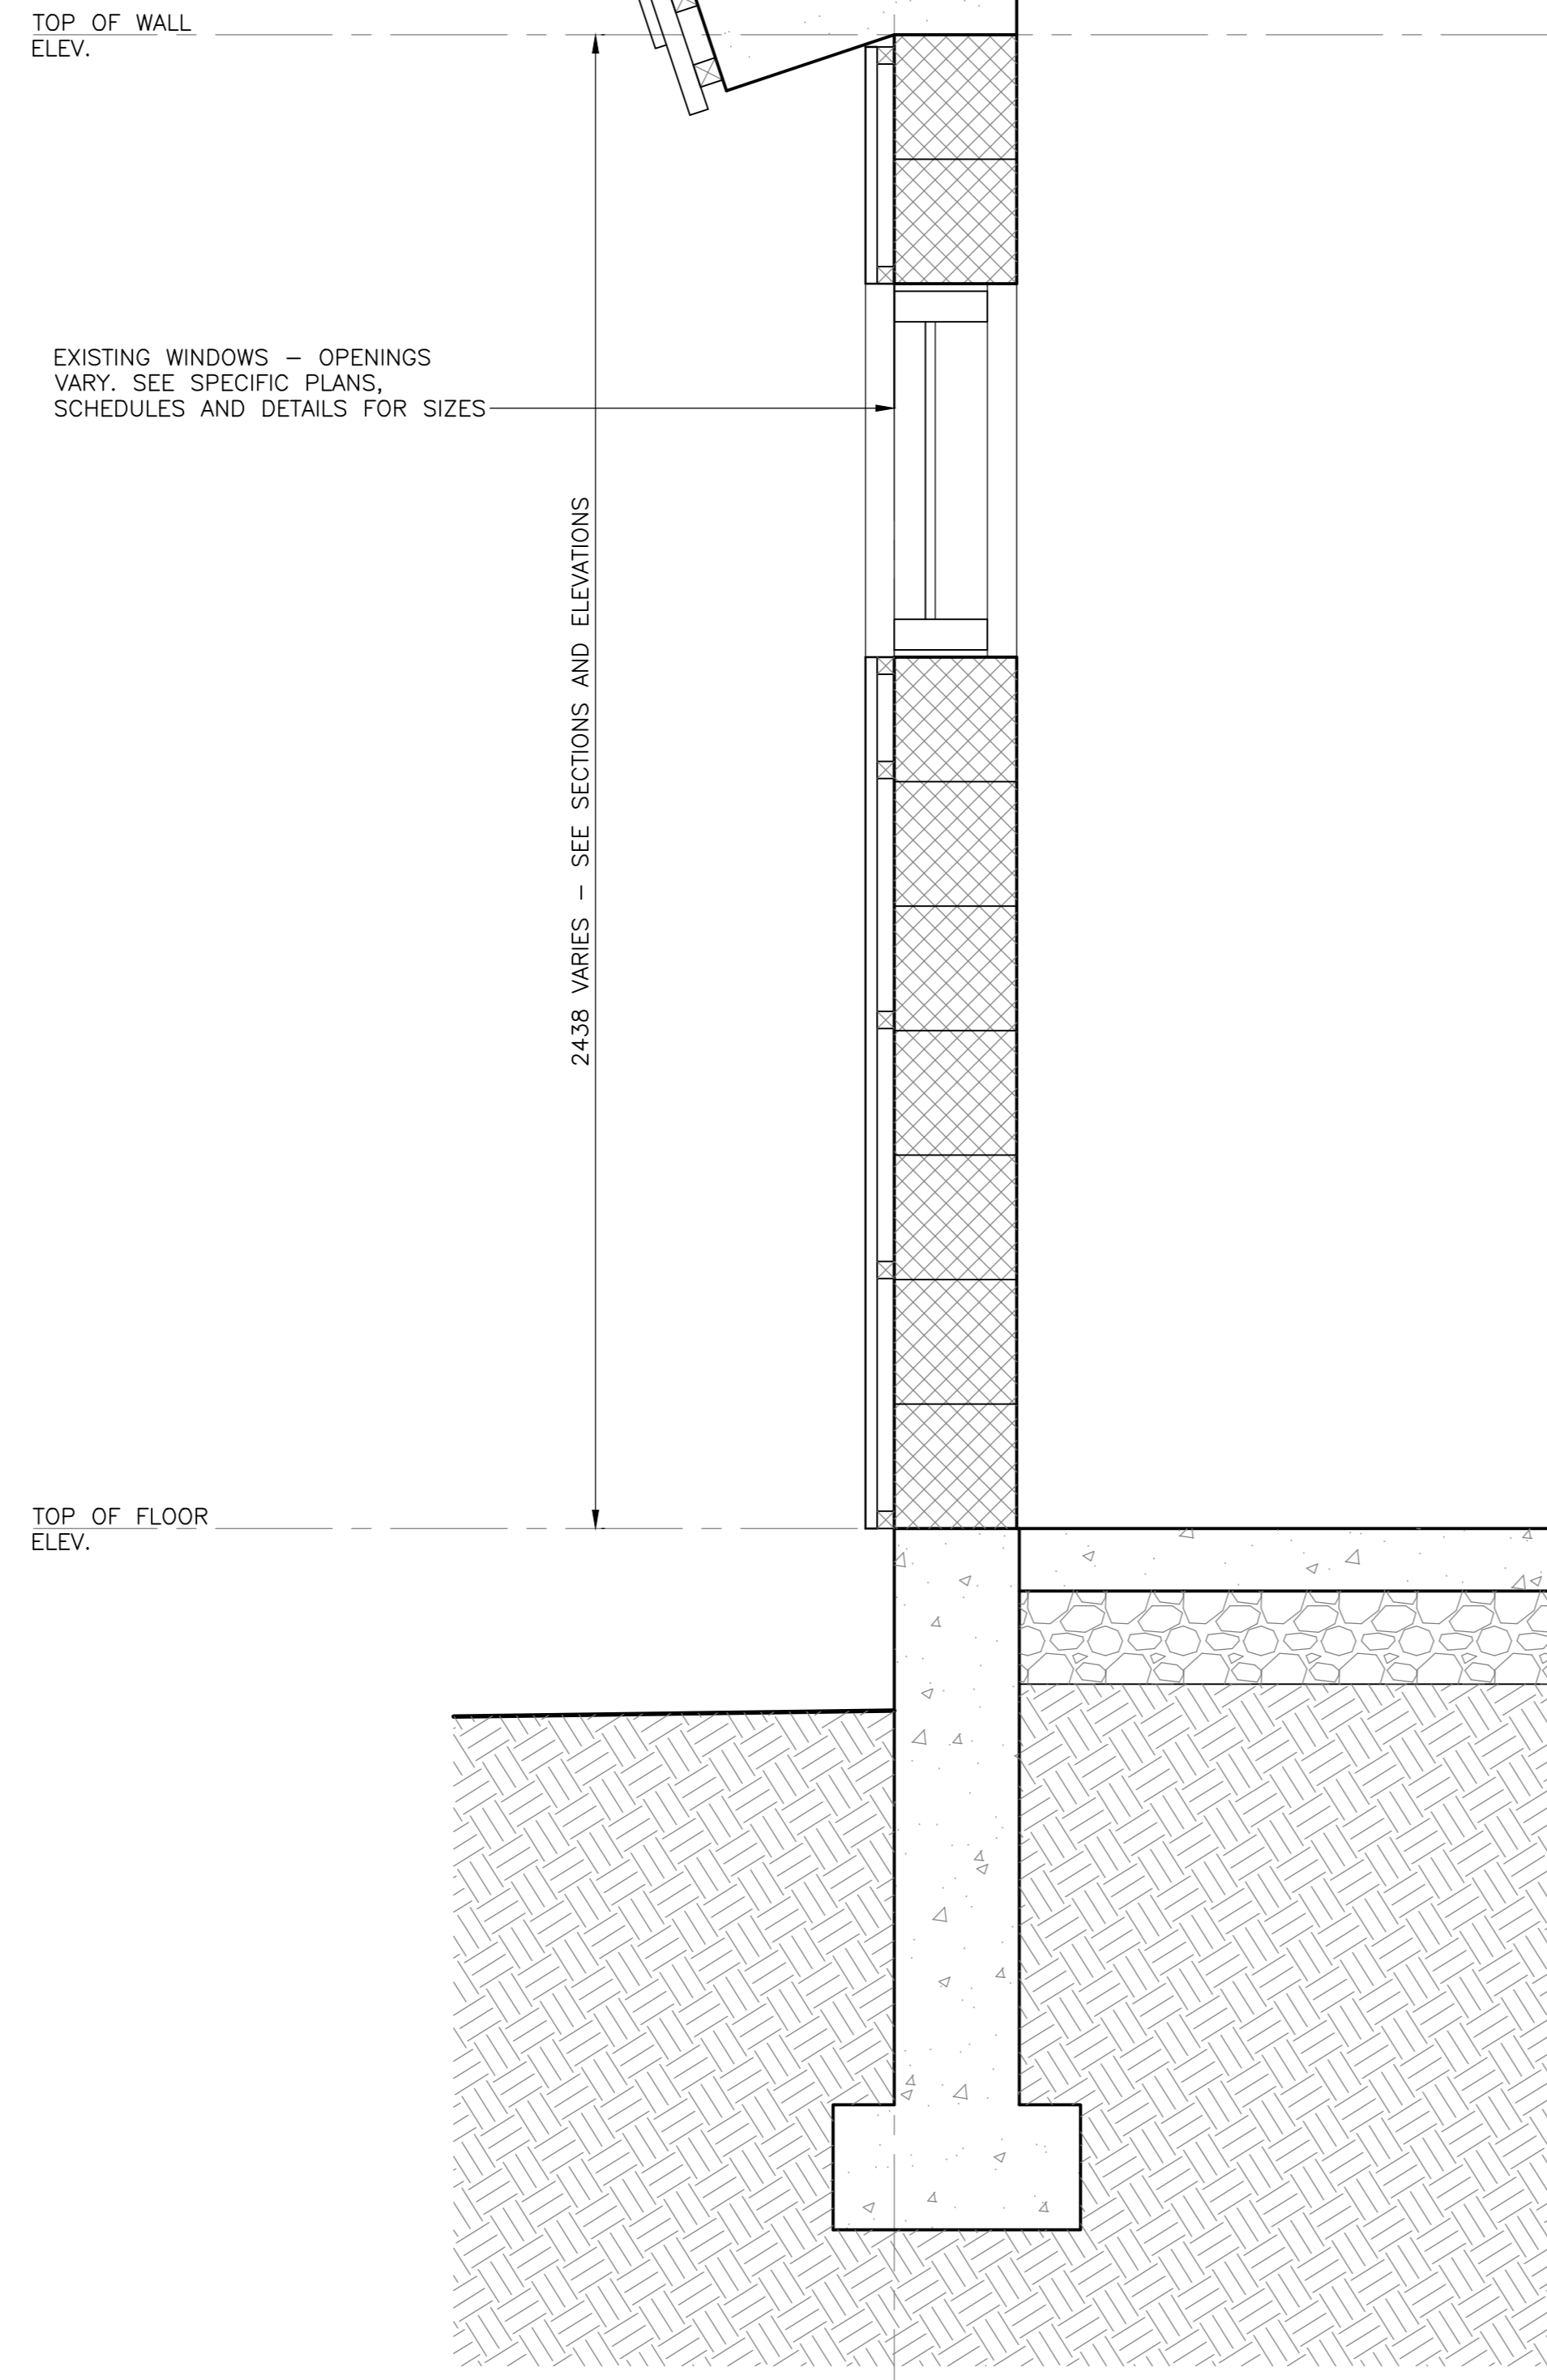 TOP OF WALL
ELEV.
EXISTING WINDOWS – OPENINGS
VARY. SEE SPECIFIC PLANS,
SCHEDULES AND DETAILS FOR SIZES
2438 VARIES – SEE SECTIONS AND ELEVATIONS
TOP OF FLOOR
ELEV.